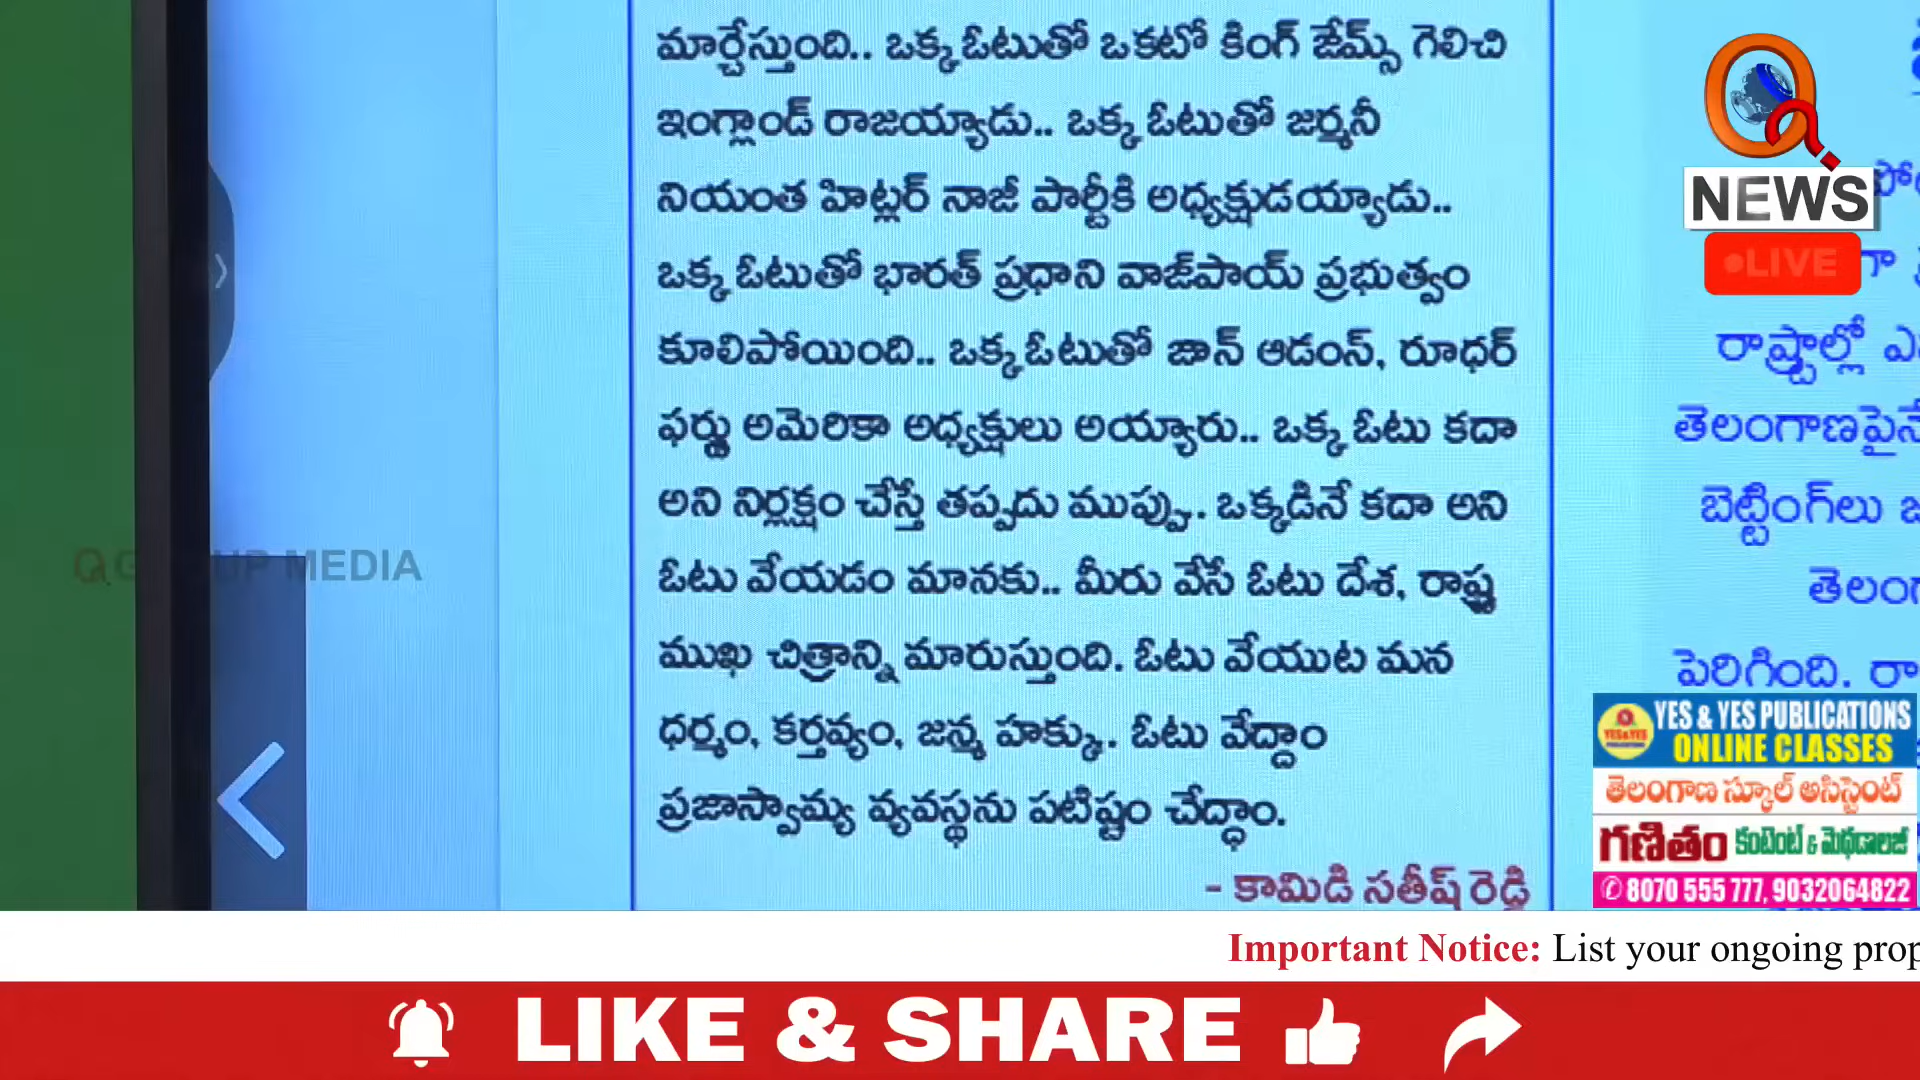 మార్చేస్తుంది.. ఒక్క ఓటుతో ఒకటో కింగ్ జేమ్స్ గెలిచి
ఇంగ్లాండ్ రాజయ్యాడు.. ఒక్క ఓటుతో జర్మనీ
నియంత హిట్లర్ నాజీ పార్టీకి అధ్యక్షుడయ్యాడు..
ఒక్క ఓటుతో భారత్ ప్రధాని వాజ్‌పాయ్ ప్రభుత్వం
కూలిపోయింది.. ఒక్క ఓటుతో జాన్ ఆడంస్, రూథర్
ఫర్డు అమెరికా అధ్యక్షులు అయ్యారు.. ఒక్క ఓటు కదా
అని నిర్లక్షం చేస్తే తప్పదు ముప్పు. ఒక్కడినే కదా అని
ఓటు వేయడం మానకు.. మీరు వేసే ఓటు దేశ, రాష్ట్ర
ముఖ చిత్రాన్ని మారుస్తుంది. ఓటు వేయుట మన
ధర్మం, కర్తవ్యం, జన్మ హక్కు. ఓటు వేద్దాం
ప్రజాస్వామ్య వ్యవస్థను పటిష్టం చేద్ధాం.
- కామిడి సతీష్ రెడ్డి
రాష్ట్రాల్లో
బెట్టింగ్‌లు
పెరిగింది.
Q
NEWS
LIVE
MEDIA
YES & YES PUBLICATIONS
ONLINE CLASSES
తెలంగాణ స్కూల్ అసిస్టెంట్
గణితం కంటెంట్ & మెథడాలజీ
8070 555 777, 9032064822
Important Notice: List your ongoing
LIKE & SHARE